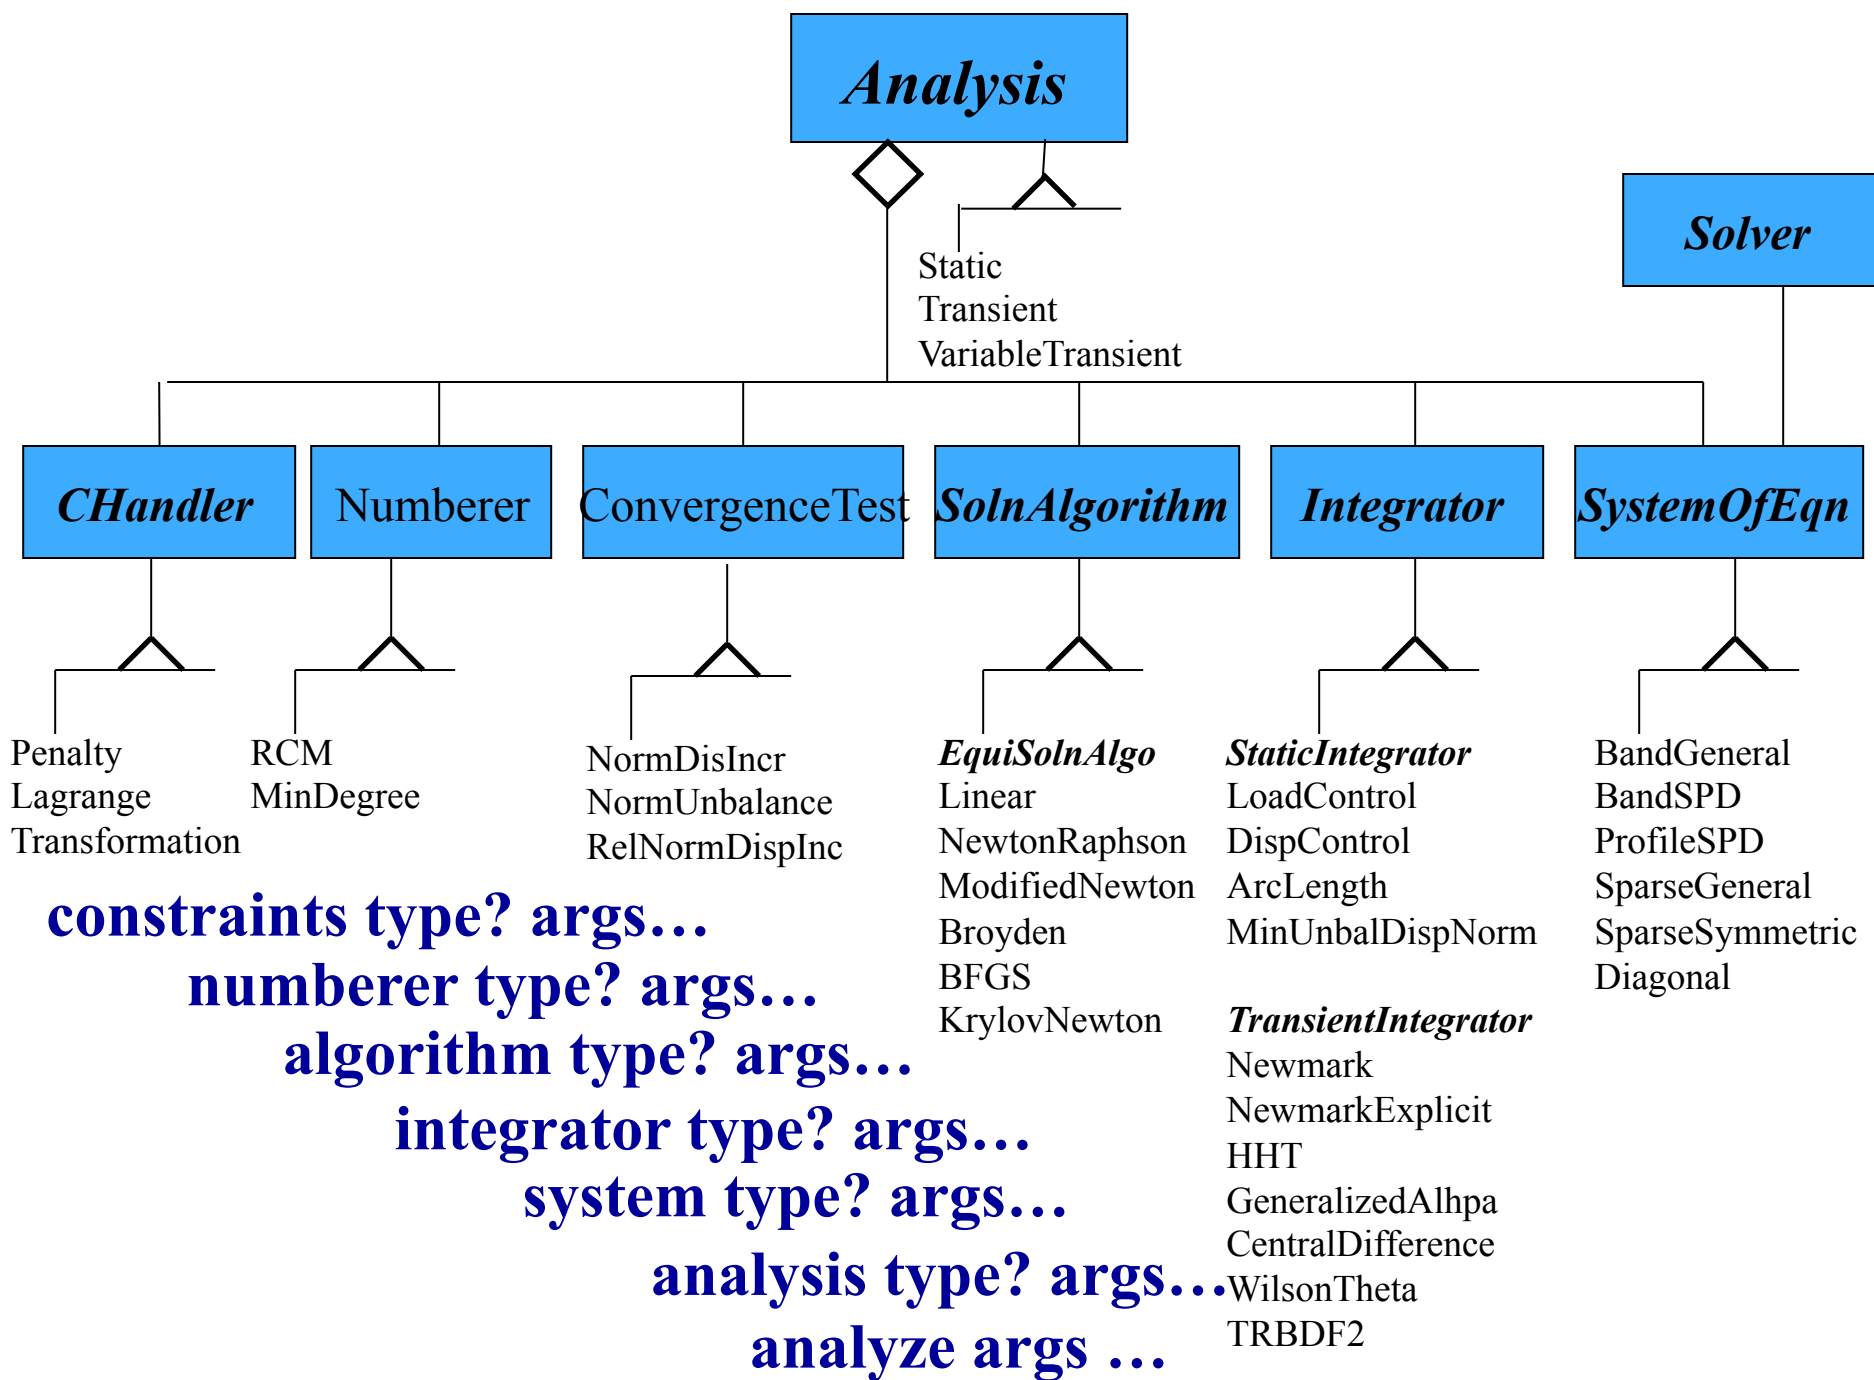 Analysis
Solver
Static
Transient
VariableTransient
CHandler
Numberer
ConvergenceTest
SolnAlgorithm
Integrator
SystemOfEqn
Penalty
Lagrange
Transformation
RCM
MinDegree
NormDisIncr
NormUnbalance
RelNormDispInc
EquiSolnAlgo
Linear
NewtonRaphson
ModifiedNewton
Broyden
BFGS
KrylovNewton
StaticIntegrator
LoadControl
DispControl
ArcLength
MinUnbalDispNorm
TransientIntegrator
Newmark
NewmarkExplicit
HHT
GeneralizedAlhpa
CentralDifference
WilsonTheta
TRBDF2
BandGeneral
BandSPD
ProfileSPD
SparseGeneral
SparseSymmetric
Diagonal
constraints type? args…
numberer type? args…
algorithm type? args…
integrator type? args…
system type? args…
analysis type? args…
analyze args …